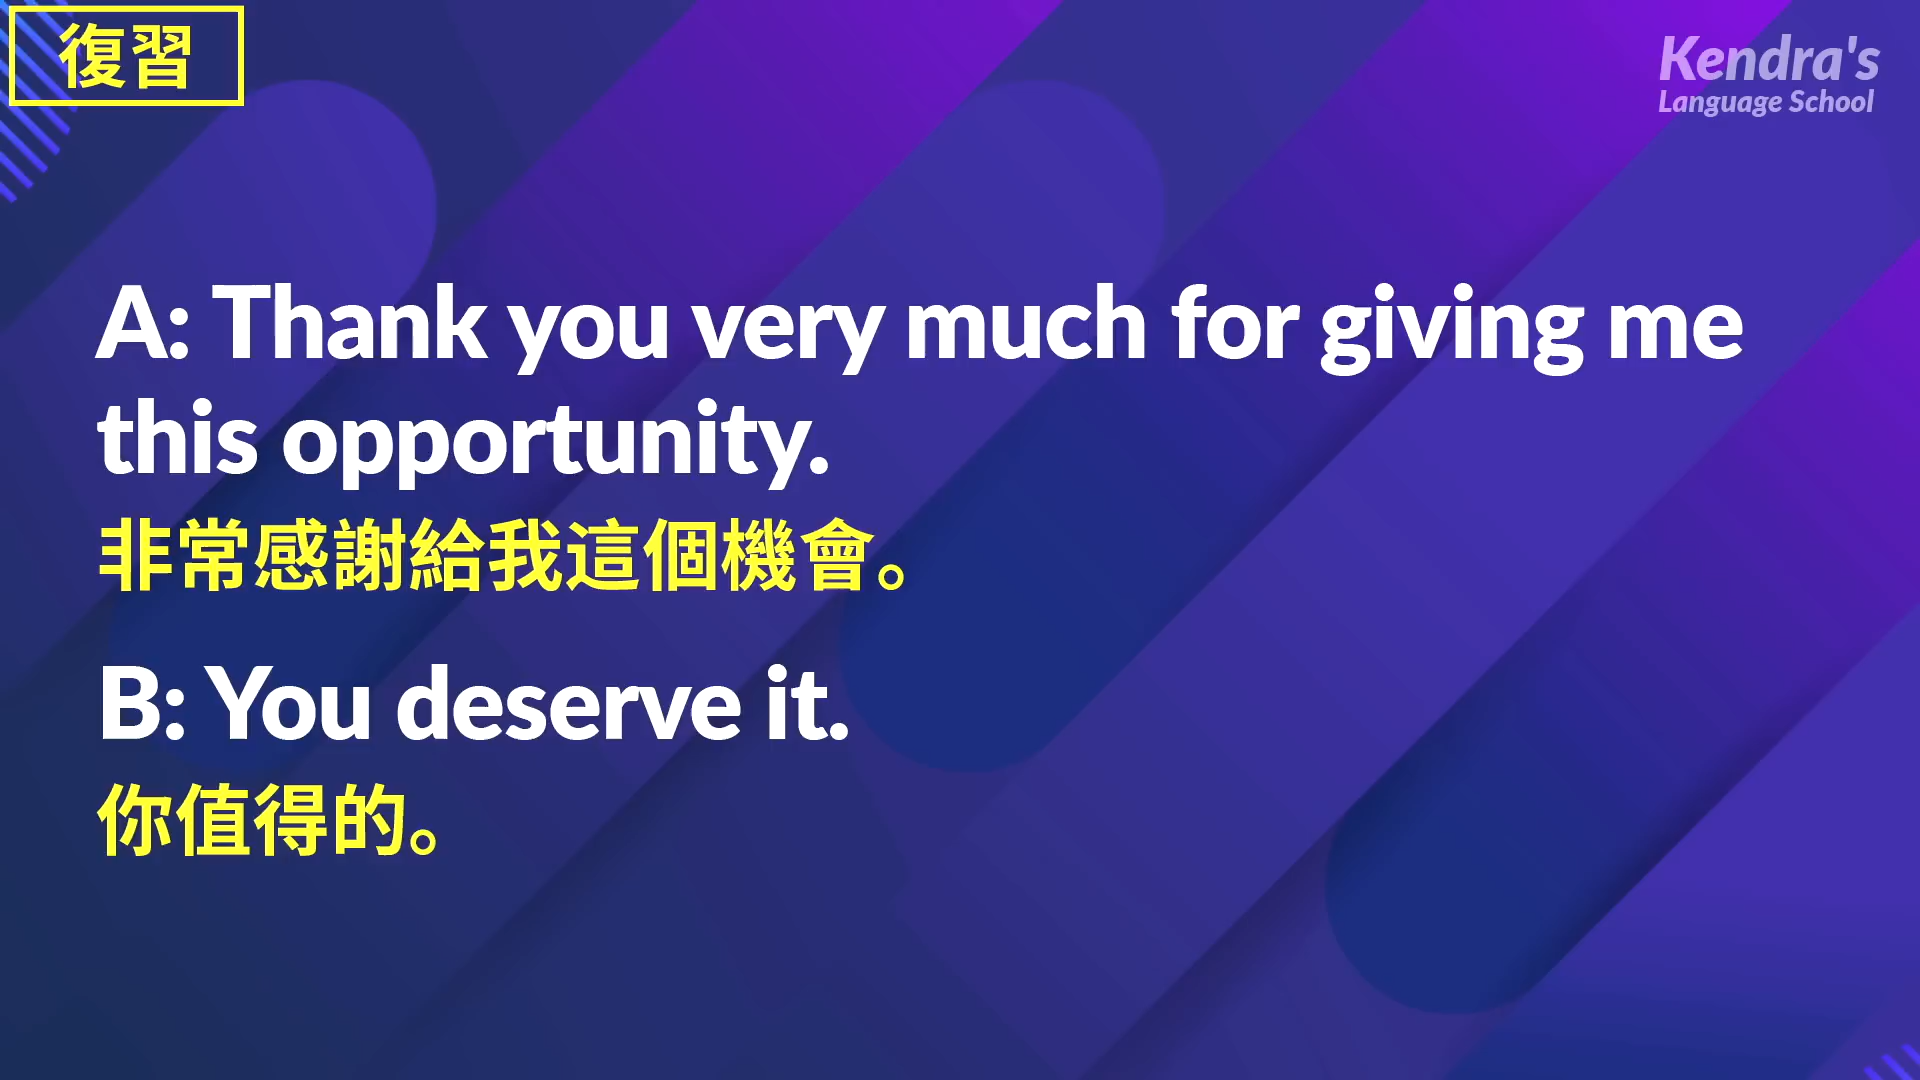 復習
Kendra's
Language School
A: Thank you very much for giving me
this opportunity.
非常感謝給我這個機會。
B: You deserve it.
你值得的。